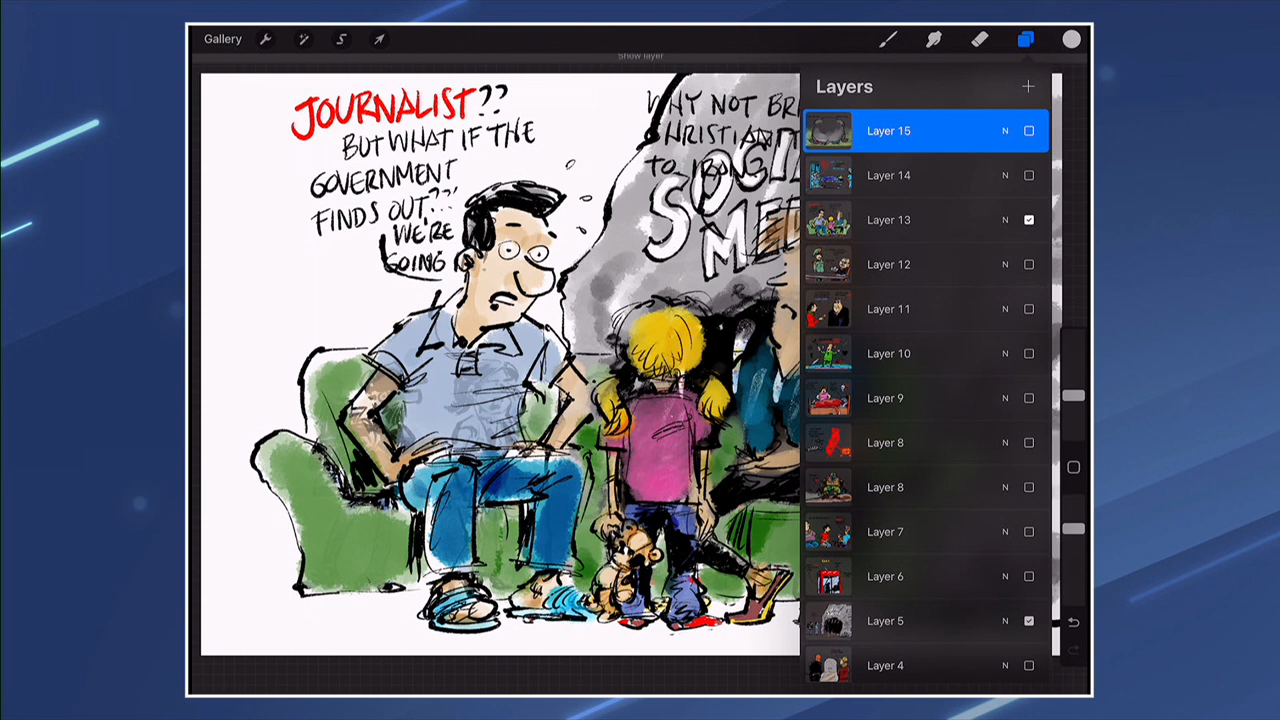 Gallery
Show layer
JOURNALIST??
BUT WHAT IF THE
GOVERNMENT
FINDS OUT??
WE'RE
GOING
WHY NOT
CHRISTIAN
TO
Layers
Layer 15 N
Layer 14 N
Layer 13 N
Layer 12 N
Layer 11 N
Layer 10 N
Layer 9 N
Layer 8 N
Layer 8 N
Layer 7 N
Layer 6 N
Layer 5 N
Layer 4 N